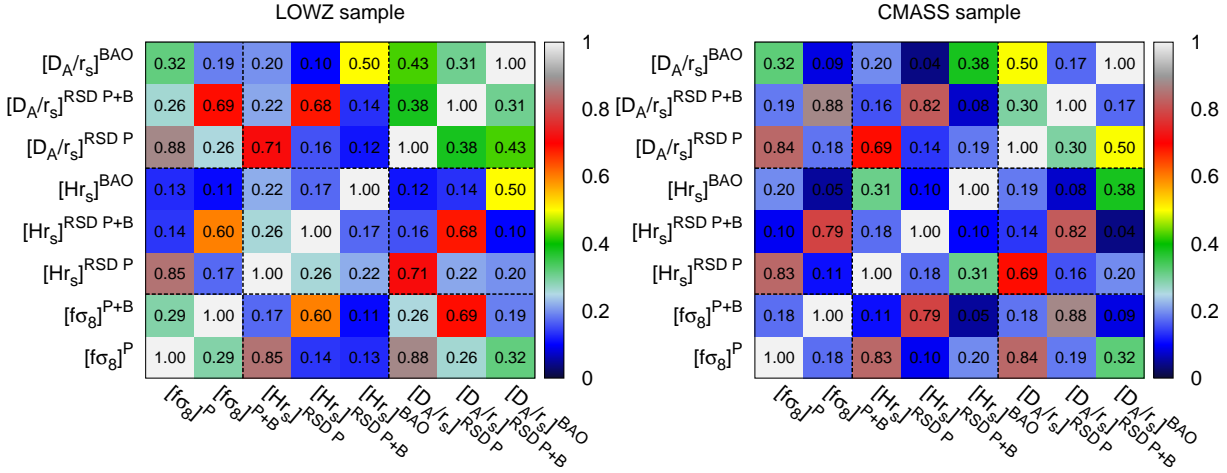 LOWZ sample
[D_A/r_s]^BAO 0.32 0.19 0.20 0.10 0.50 0.43 0.31 1.00
[D_A/r_s]^RSD P+B 0.26 0.69 0.22 0.68 0.14 0.38 1.00 0.31
[D_A/r_s]^RSD P 0.88 0.26 0.71 0.16 0.12 1.00 0.38 0.43
[Hr_s]^BAO 0.13 0.11 0.22 0.17 1.00 0.12 0.14 0.50
[Hr_s]^RSD P+B 0.14 0.60 0.26 1.00 0.17 0.16 0.68 0.10
[Hr_s]^RSD P 0.85 0.17 1.00 0.26 0.22 0.71 0.22 0.20
[fσ_8]^P+B 0.29 1.00 0.17 0.60 0.11 0.26 0.69 0.19
[fσ_8]^P 1.00 0.29 0.85 0.14 0.13 0.88 0.26 0.32
[fσ_8]^P [fσ_8]^P+B [Hr_s]^RSD P [Hr_s]^RSD P+B [Hr_s]^BAO [D_A/r_s]^RSD P [D_A/r_s]^RSD P+B [D_A/r_s]^BAO
1
0.8
0.6
0.4
0.2
0
CMASS sample
[D_A/r_s]^BAO 0.32 0.09 0.20 0.04 0.38 0.50 0.17 1.00
[D_A/r_s]^RSD P+B 0.19 0.88 0.16 0.82 0.08 0.30 1.00 0.17
[D_A/r_s]^RSD P 0.84 0.18 0.69 0.14 0.19 1.00 0.30 0.50
[Hr_s]^BAO 0.20 0.05 0.31 0.10 1.00 0.19 0.08 0.38
[Hr_s]^RSD P+B 0.10 0.79 0.18 1.00 0.10 0.14 0.82 0.04
[Hr_s]^RSD P 0.83 0.11 1.00 0.18 0.31 0.69 0.16 0.20
[fσ_8]^P+B 0.18 1.00 0.11 0.79 0.05 0.18 0.88 0.09
[fσ_8]^P 1.00 0.18 0.83 0.10 0.20 0.84 0.19 0.32
[fσ_8]^P [fσ_8]^P+B [Hr_s]^RSD P [Hr_s]^RSD P+B [Hr_s]^BAO [D_A/r_s]^RSD P [D_A/r_s]^RSD P+B [D_A/r_s]^BAO
1
0.8
0.6
0.4
0.2
0